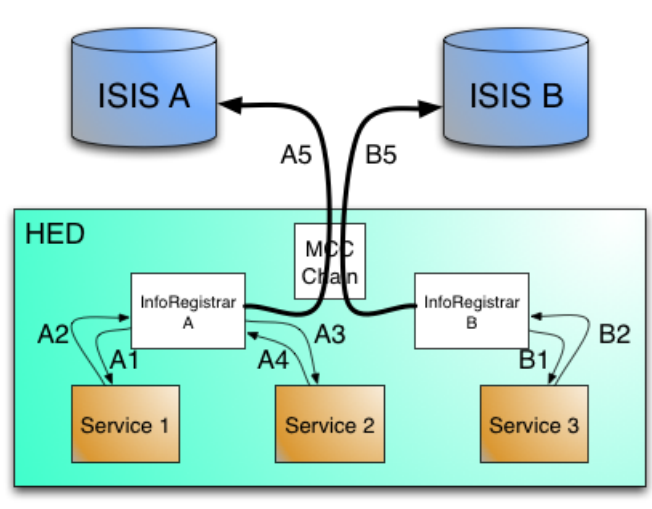 ISIS A
ISIS B
A5
B5
HED
MCC
Chain
InfoRegistrar
A
InfoRegistrar
B
A2
A1
A3
A4
B1
B2
Service 1
Service 2
Service 3